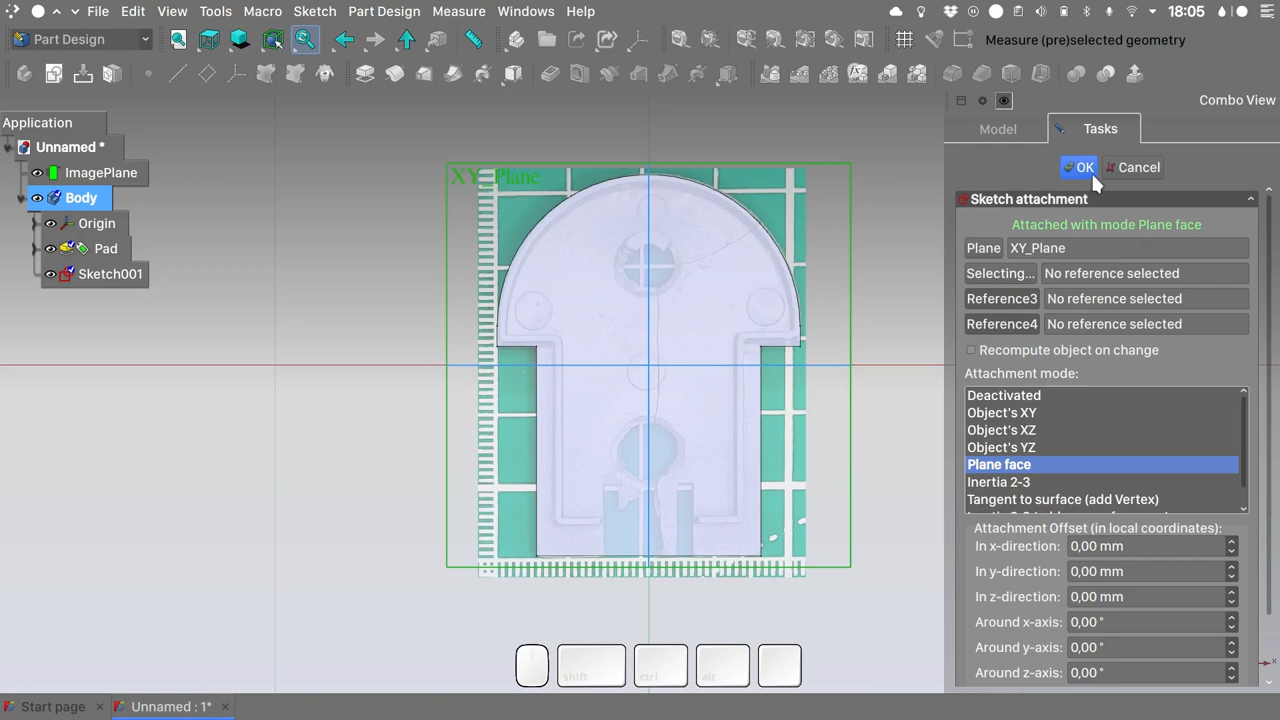 File Edit View Tools Macro Sketch Part Design Measure Windows Help 18:05
Part Design Measure (pre)selected geometry
Combo View
Application
Model Tasks
Unnamed *
OK Cancel
ImagePlane
XY_Plane
Body
Sketch attachment
Origin
Attached with mode Plane face
Pad
Plane XY_Plane
Sketch001
Selecting... No reference selected
Reference3 No reference selected
Reference4 No reference selected
Recompute object on change
Attachment mode:
Deactivated
Object's XY
Object's XZ
Object's YZ
Plane face
Inertia 2-3
Tangent to surface (add Vertex)
Attachment Offset (in local coordinates):
In x-direction: 0,00 mm
In y-direction: 0,00 mm
In z-direction: 0,00 mm
Around x-axis: 0,00 °
Around y-axis: 0,00 °
Around z-axis: 0,00 °
shift ctrl alt
x
Start page Unnamed : 1*